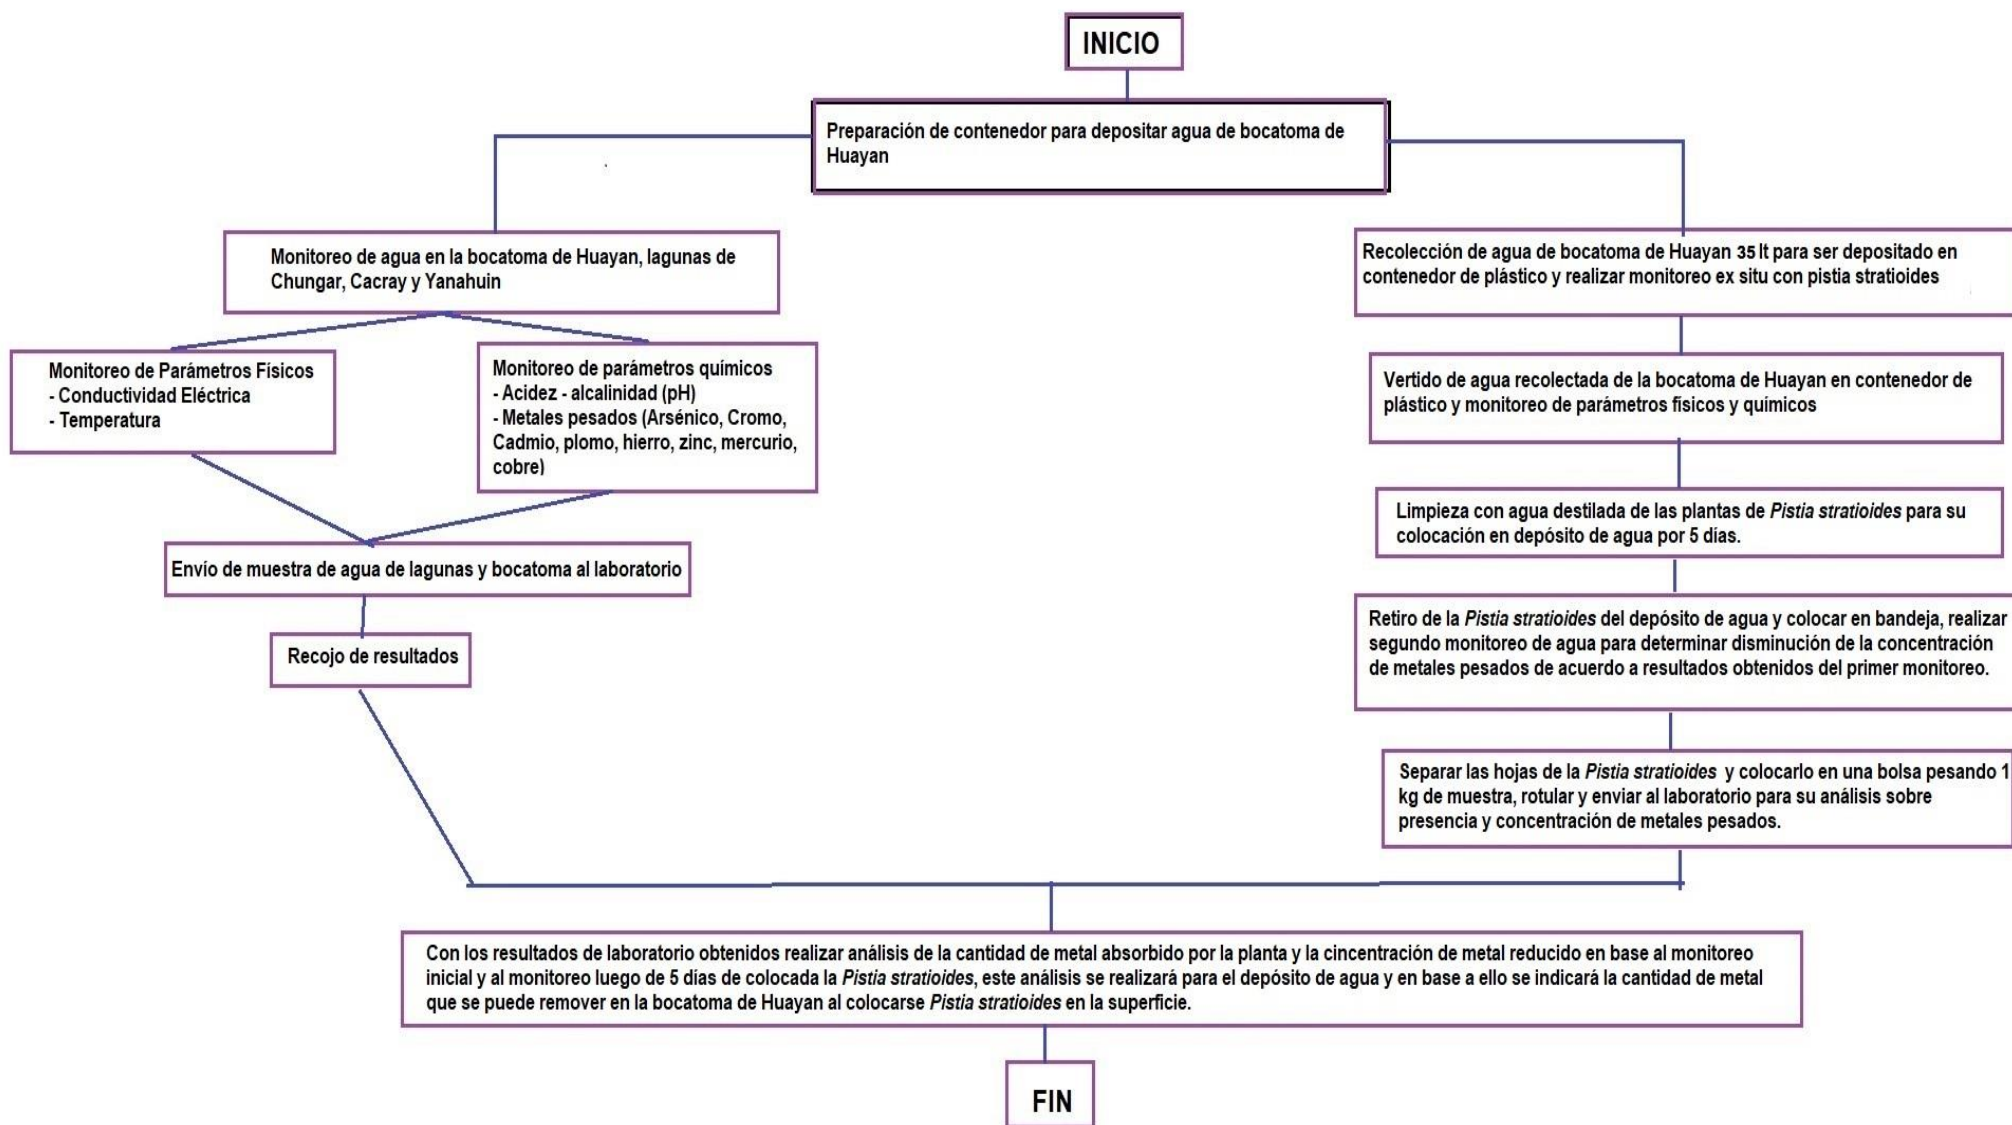 INICIO
Preparación de contenedor para depositar agua de bocatoma de
Huayan
Monitoreo de agua en la bocatoma de Huayan, lagunas de
Chungar, Cacray y Yanahuin
Monitoreo de Parámetros Físicos
- Conductividad Eléctrica
- Temperatura
Monitoreo de parámetros químicos
- Acidez - alcalinidad (pH)
- Metales pesados (Arsénico, Cromo,
Cadmio, plomo, hierro, zinc, mercurio,
cobre)
Envío de muestra de agua de lagunas y bocatoma al laboratorio
Recojo de resultados
Recolección de agua de bocatoma de Huayan 35 lt para ser depositado en
contenedor de plástico y realizar monitoreo ex situ con pistia stratioides
Vertido de agua recolectada de la bocatoma de Huayan en contenedor de
plástico y monitoreo de parámetros físicos y químicos
Limpieza con agua destilada de las plantas de Pistia stratioides para su
colocación en depósito de agua por 5 días.
Retiro de la Pistia stratioides del depósito de agua y colocar en bandeja, realizar
segundo monitoreo de agua para determinar disminución de la concentración
de metales pesados de acuerdo a resultados obtenidos del primer monitoreo.
Separar las hojas de la Pistia stratioides y colocarlo en una bolsa pesando 1
kg de muestra, rotular y enviar al laboratorio para su análisis sobre
presencia y concentración de metales pesados.
Con los resultados de laboratorio obtenidos realizar análisis de la cantidad de metal absorbido por la planta y la cincentración de metal reducido en base al monitoreo
inicial y al monitoreo luego de 5 días de colocada la Pistia stratioides, este análisis se realizará para el depósito de agua y en base a ello se indicará la cantidad de metal
que se puede remover en la bocatoma de Huayan al colocarse Pistia stratioides en la superficie.
FIN